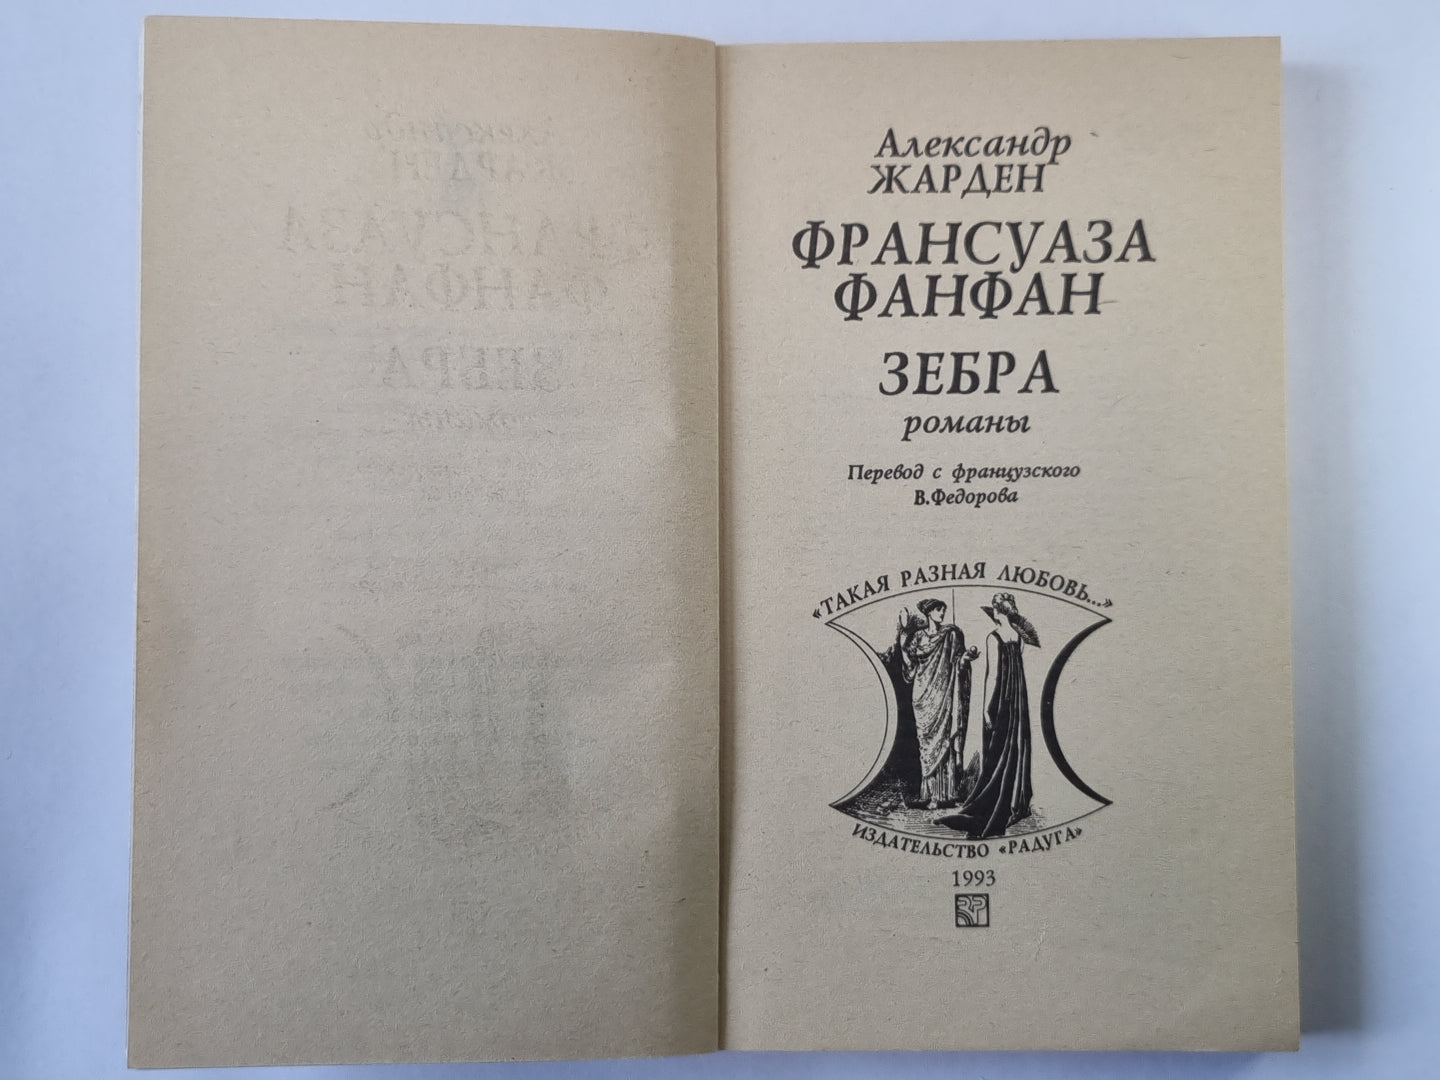 Александр
ЖАРДЕН
ФРАНСУАЗА
ФАНФАН
ЗЕБРА
романы
Перевод с французского
В.Федорова
«ТАКАЯ РАЗНАЯ ЛЮБОВЬ...»
ИЗДАТЕЛЬСТВО «РАДУГА»
1993